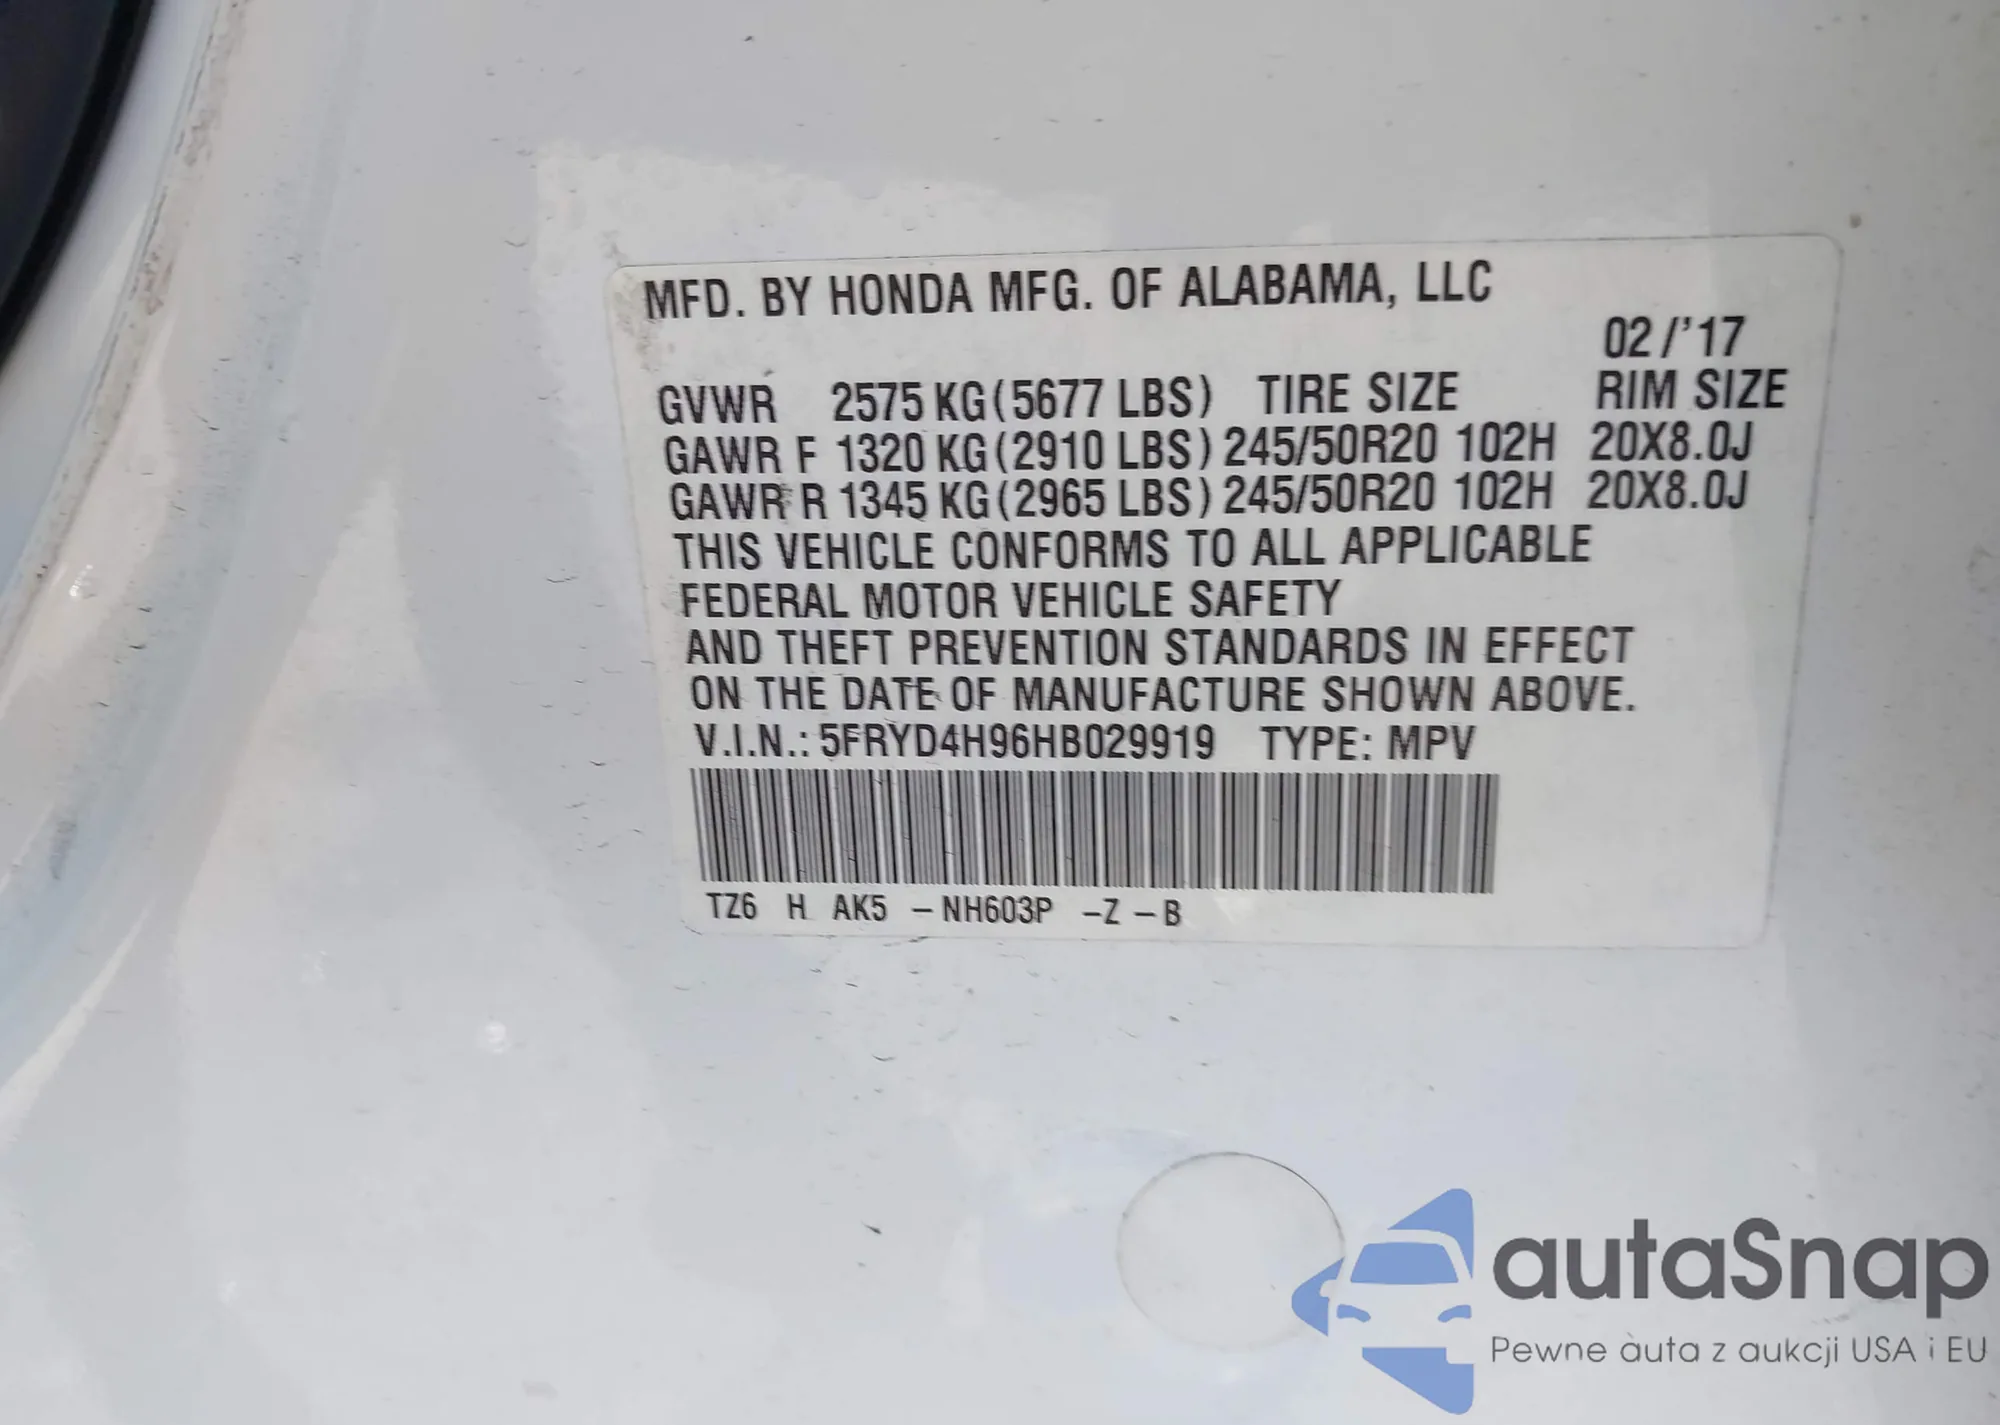 MFD. BY HONDA MFG. OF ALABAMA, LLC
02/'17
GVWR 2575 KG (5677 LBS) TIRE SIZE RIM SIZE
GAWR F 1320 KG (2910 LBS) 245/50R20 102H 20X8.0J
GAWR R 1345 KG (2965 LBS) 245/50R20 102H 20X8.0J
THIS VEHICLE CONFORMS TO ALL APPLICABLE
FEDERAL MOTOR VEHICLE SAFETY
AND THEFT PREVENTION STANDARDS IN EFFECT
ON THE DATE OF MANUFACTURE SHOWN ABOVE.
V.I.N.: 5FRYD4H96HB029919 TYPE: MPV
TZ6 H AK5 -NH603P -Z -B
autaSnap
Pewne auta z aukcji USA i EU